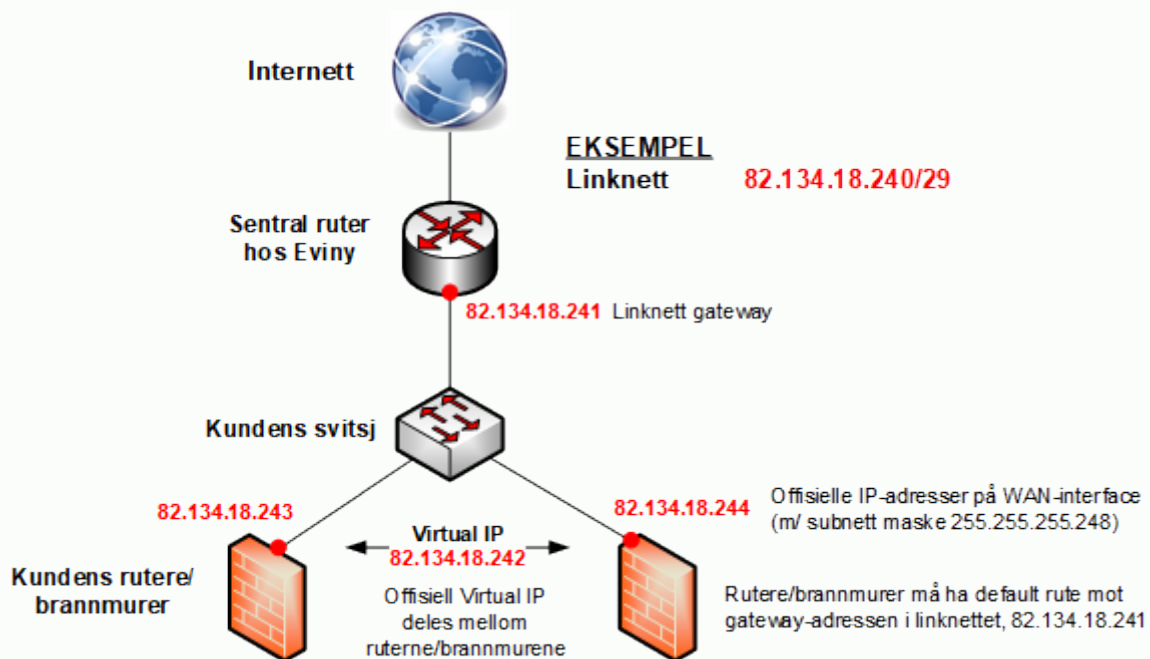 Internett
EKSEMPEL
Linknett 82.134.18.240/29
Sentral ruter
hos Eviny
82.134.18.241 Linknett gateway
Kundens svitsj
82.134.18.243
82.134.18.244
Offisielle IP-adresser på WAN-interface
(m/ subnett maske 255.255.255.248)
Virtual IP
82.134.18.242
Kundens rutere/
brannmurer
Offisiell Virtual IP
deles mellom
ruterne/brannmurene
Rutere/brannmurer må ha default rute mot
gateway-adressen i linknettet, 82.134.18.241